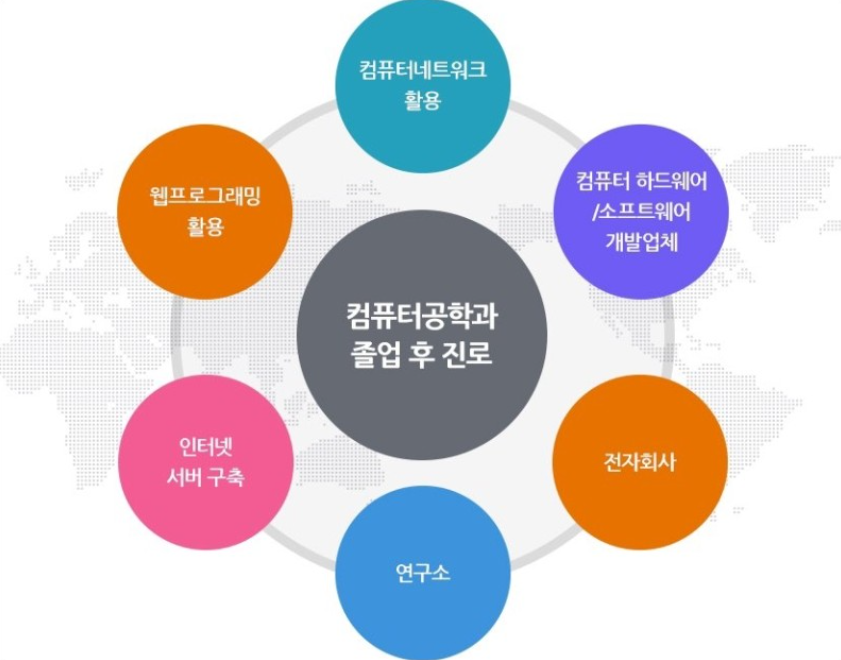 컴퓨터네트워크
활용
컴퓨터 하드웨어
/소프트웨어
개발업체
전자회사
연구소
인터넷
서버 구축
웹프로그래밍
활용
컴퓨터공학과
졸업 후 진로